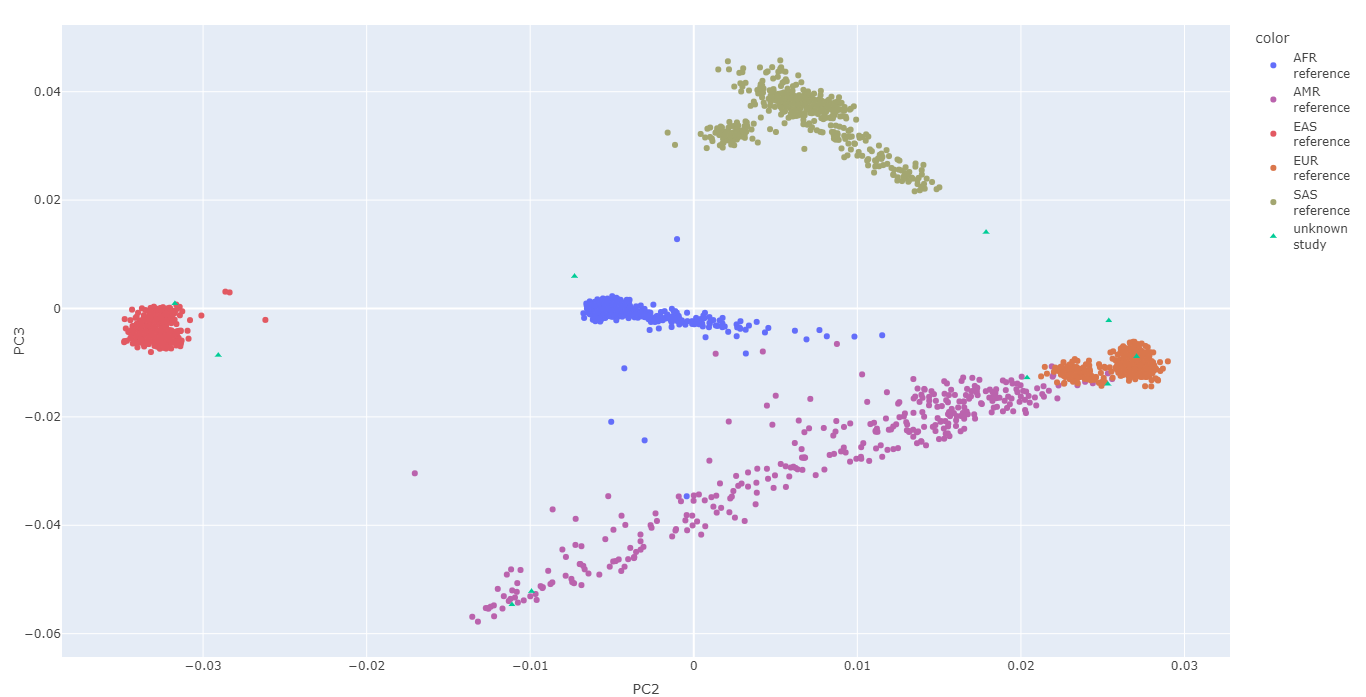 color
AFR
reference
AMR
reference
EAS
reference
EUR
reference
SAS
reference
unknown
study
0.04
0.02
0
−0.02
−0.04
−0.06
PC3
−0.03
−0.02
−0.01
0
0.01
0.02
0.03
PC2